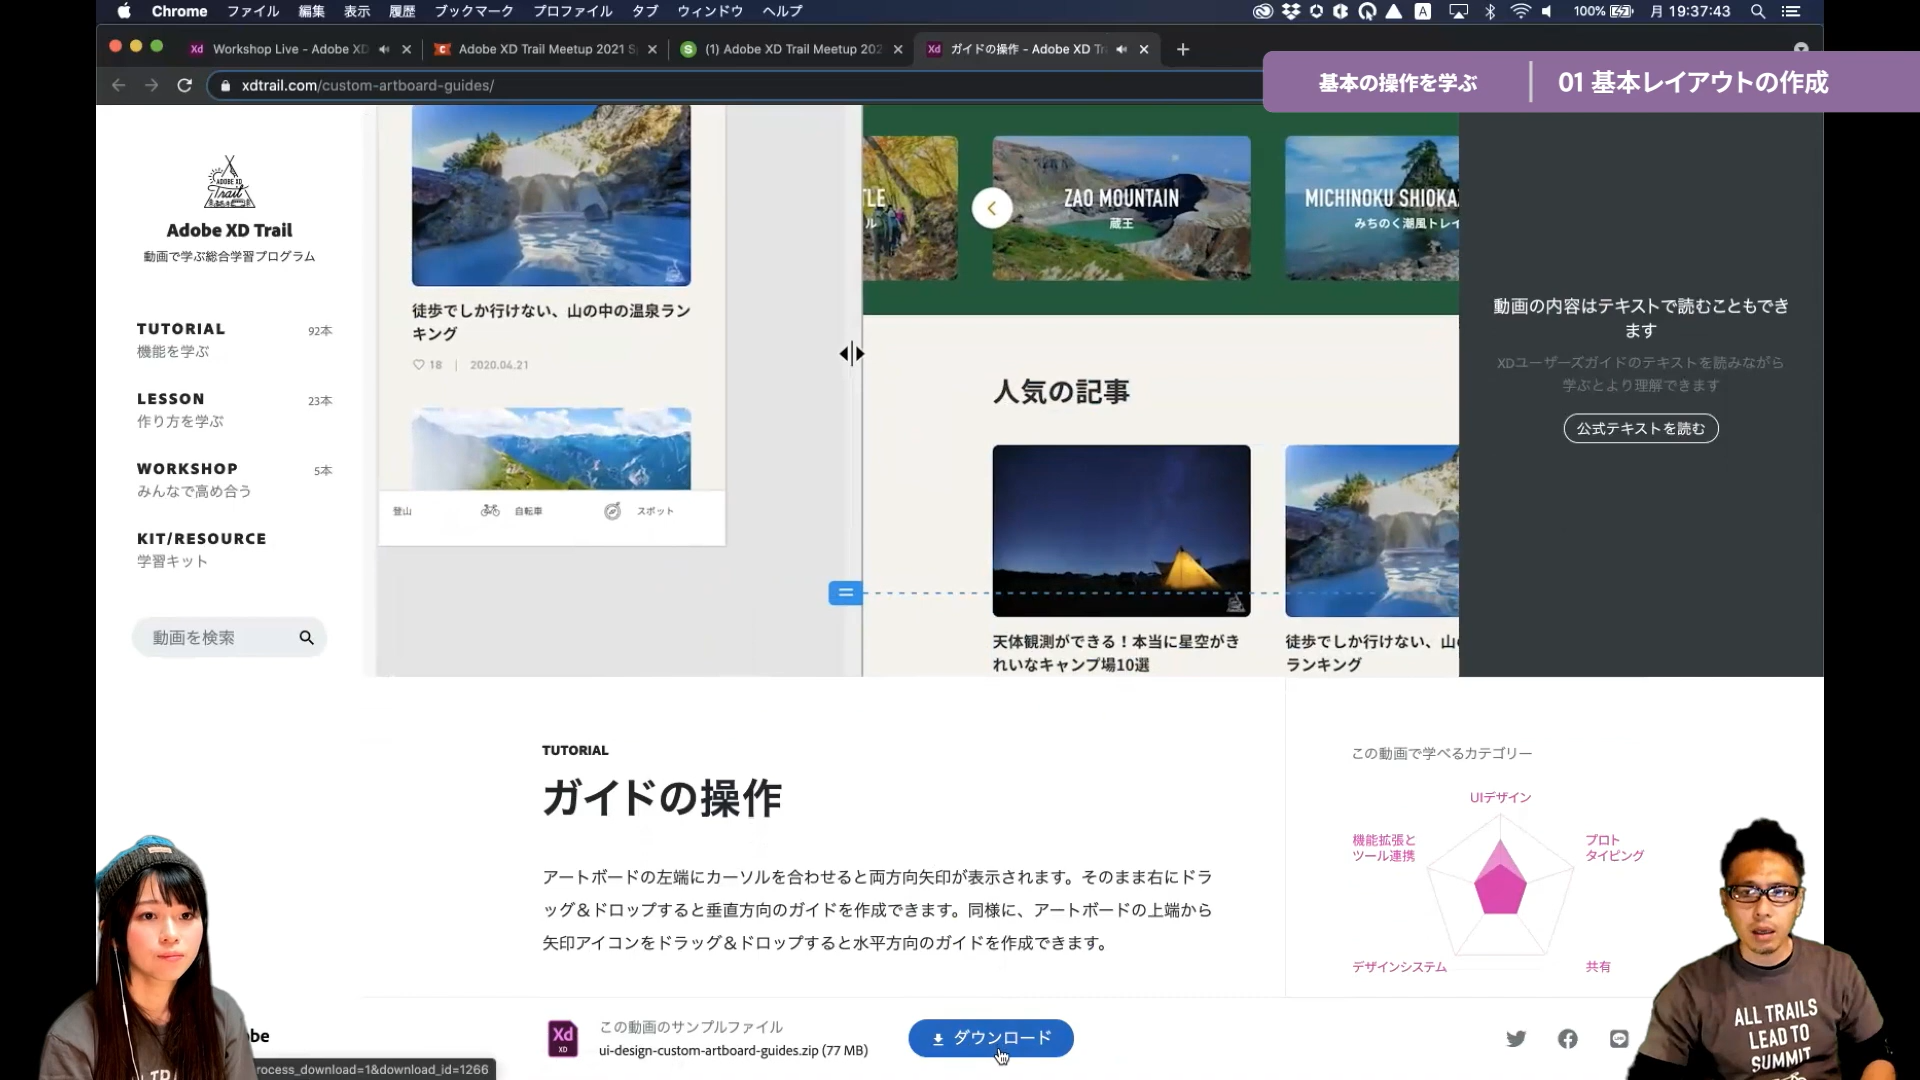 Chrome ファイル 編集 表示 履歴 ブックマーク プロファイル タブ ウィンドウ ヘルプ
A 100% 月 19:37:43
Workshop Live - Adobe XD
Adobe XD Trail Meetup 2021 S
(1) Adobe XD Trail Meetup 202
ガイドの操作 - Adobe XD Tr
xdtrail.com/custom-artboard-guides/
基本の操作を学ぶ
01 基本レイアウトの作成
ADOBE XD
Trail
Adobe XD Trail
動画で学ぶ総合学習プログラム
TUTORIAL 92本
機能を学ぶ
LESSON 23本
作り方を学ぶ
WORKSHOP 5本
みんなで高め合う
KIT/RESOURCE
学習キット
動画を検索
徒歩でしか行けない、山の中の温泉ラン
キング
18 | 2020.04.21
登山 自転車 スポット
TLE
ル
ZAO MOUNTAIN
蔵王
MICHINOKU SHIOKA
みちのく潮風トレイ
人気の記事
天体観測ができる！本当に星空がき
れいなキャンプ場10選
徒歩でしか行けない、山
ランキング
動画の内容はテキストで読むこともでき
ます
XDユーザーズガイドのテキストを読みながら
学ぶとより理解できます
公式テキストを読む
TUTORIAL
ガイドの操作
アートボードの左端にカーソルを合わせると両方向矢印が表示されます。そのまま右にドラ
ッグ＆ドロップすると垂直方向のガイドを作成できます。同様に、アートボードの上端から
矢印アイコンをドラッグ＆ドロップすると水平方向のガイドを作成できます。
この動画で学べるカテゴリー
UIデザイン
機能拡張と
ツール連携
プロト
タイピング
デザインシステム
共有
Xd
XD
この動画のサンプルファイル
ui-design-custom-artboard-guides.zip (77 MB)
ダウンロード
obe
rocess_download=1&download_id=1266
ALL TRAILS
LEAD TO
SUMMIT